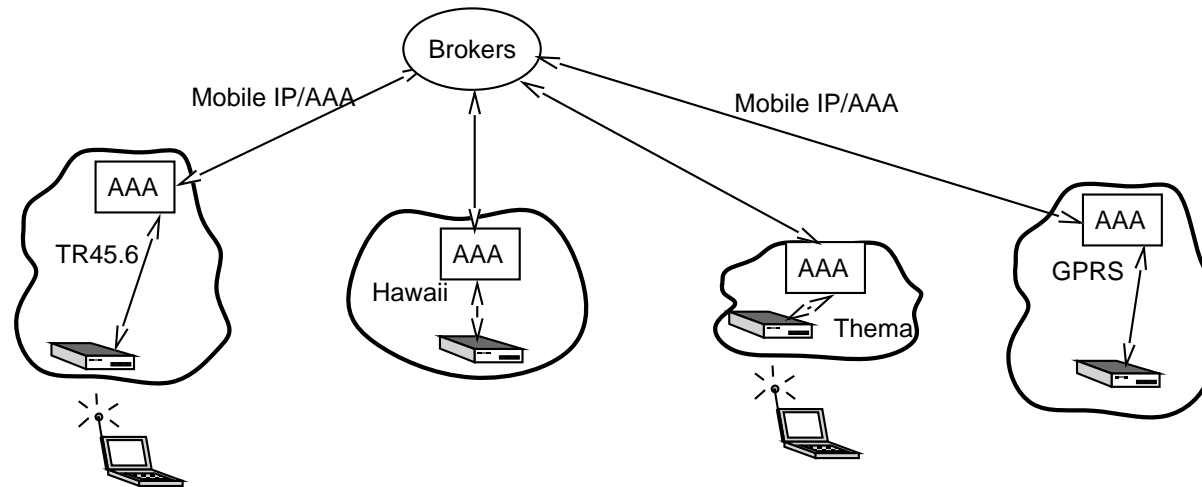 Brokers
Mobile IP/AAA
Mobile IP/AAA
AAA
TR45.6
AAA
Hawaii
AAA
Thema
AAA
GPRS